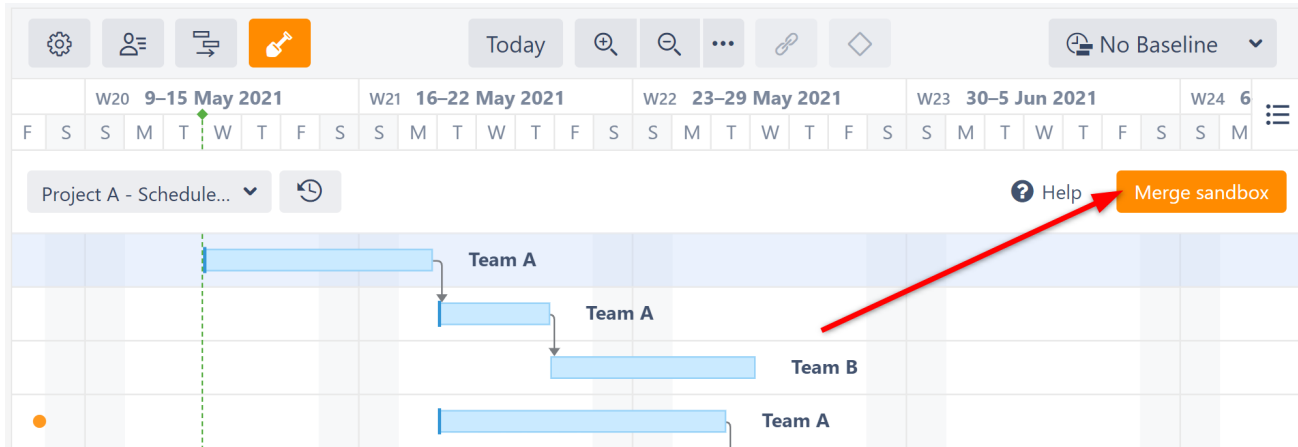 Today No Baseline
W20 9–15 May 2021 W21 16–22 May 2021 W22 23–29 May 2021 W23 30–5 Jun 2021 W24 6
F S S M T W T F S S M T W T F S S M T W T F S S M T W T F S S M
Project A - Schedule... Help Merge sandbox
Team A
Team A
Team B
Team A